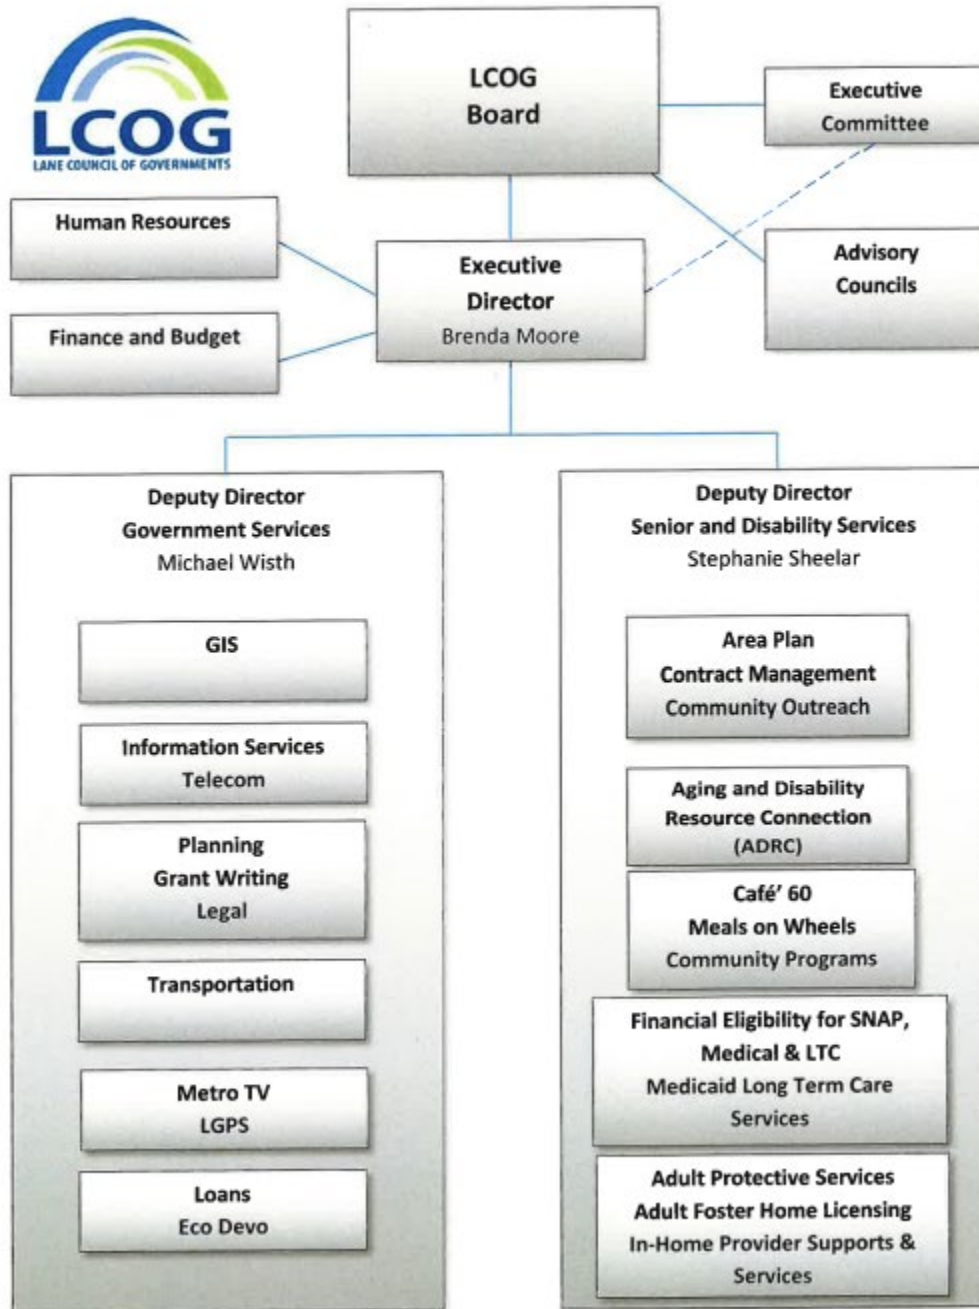 LCOG
LANE COUNCIL OF GOVERNMENTS
LCOG
Board
Executive
Committee
Human Resources
Finance and Budget
Executive
Director
Brenda Moore
Advisory
Councils
Deputy Director
Government Services
Michael Wisth
GIS
Information Services
Telecom
Planning
Grant Writing
Legal
Transportation
Metro TV
LGPS
Loans
Eco Devo
Deputy Director
Senior and Disability Services
Stephanie Sheelar
Area Plan
Contract Management
Community Outreach
Aging and Disability
Resource Connection
(ADRC)
Café’ 60
Meals on Wheels
Community Programs
Financial Eligibility for SNAP,
Medical & LTC
Medicaid Long Term Care
Services
Adult Protective Services
Adult Foster Home Licensing
In-Home Provider Supports &
Services